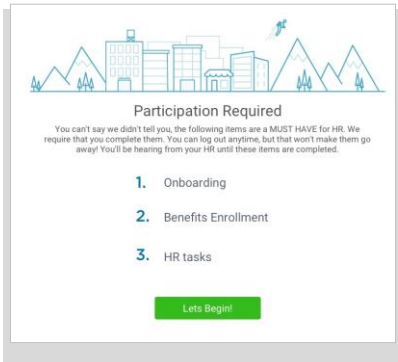 Participation Required
You can't say we didn't tell you, the following items are a MUST HAVE for HR. We
require that you complete them. You can log out anytime, but that won't make them go
away! You'll be hearing from your HR until these items are completed.
1. Onboarding
2. Benefits Enrollment
3. HR tasks
Lets Begin!